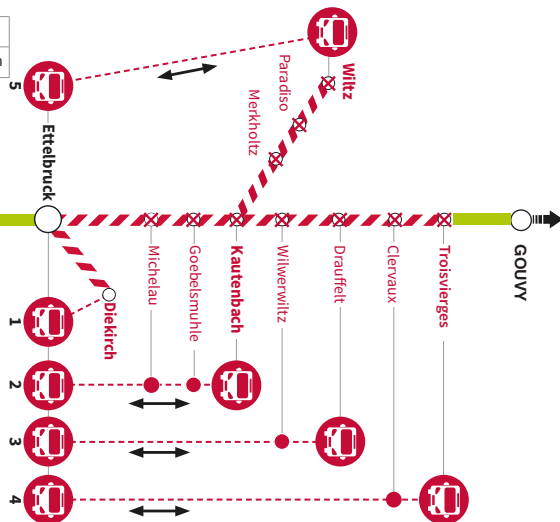 Wiltz
Paradiso
Merkholtz
5
Ettelbruck
GOUVY
Michelau
Goebelsmuhle
Kautenbach
Wilwerwiltz
Drauffelt
Clervaux
Troisvierges
Diekirch
1
2
3
4